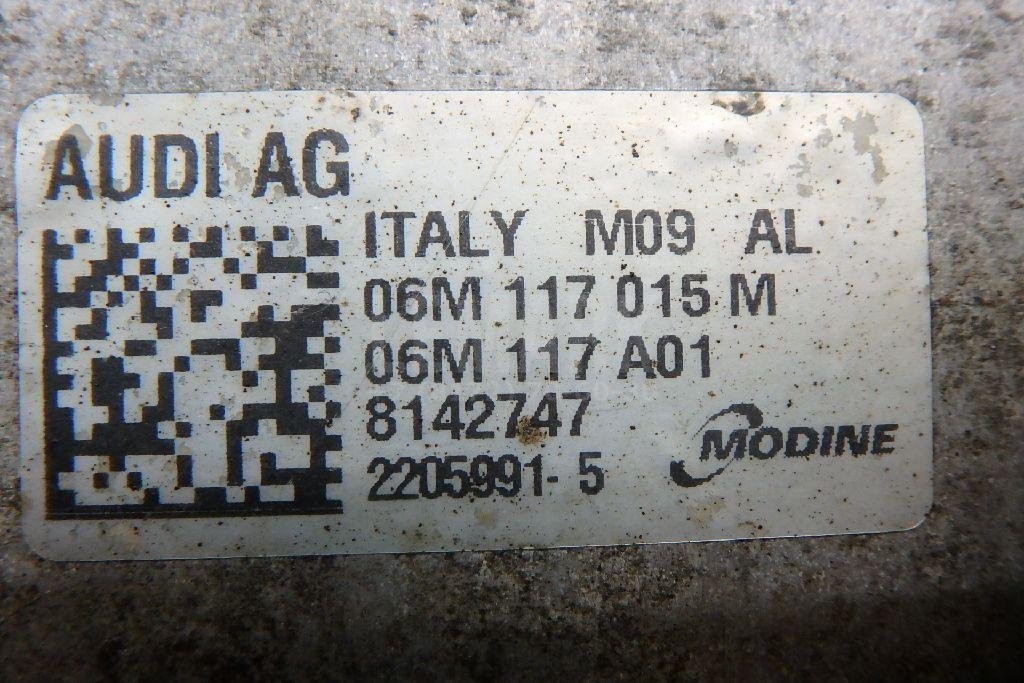 AUDI AG
ITALY M09 AL
06M 117 015 M
06M 117 A01
8142747
2205991- 5
MODINE